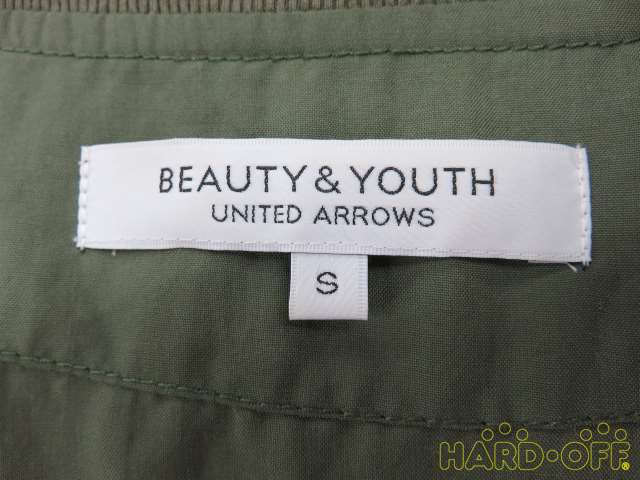 BEAUTY & YOUTH
UNITED ARROWS
S
HARD-OFF®